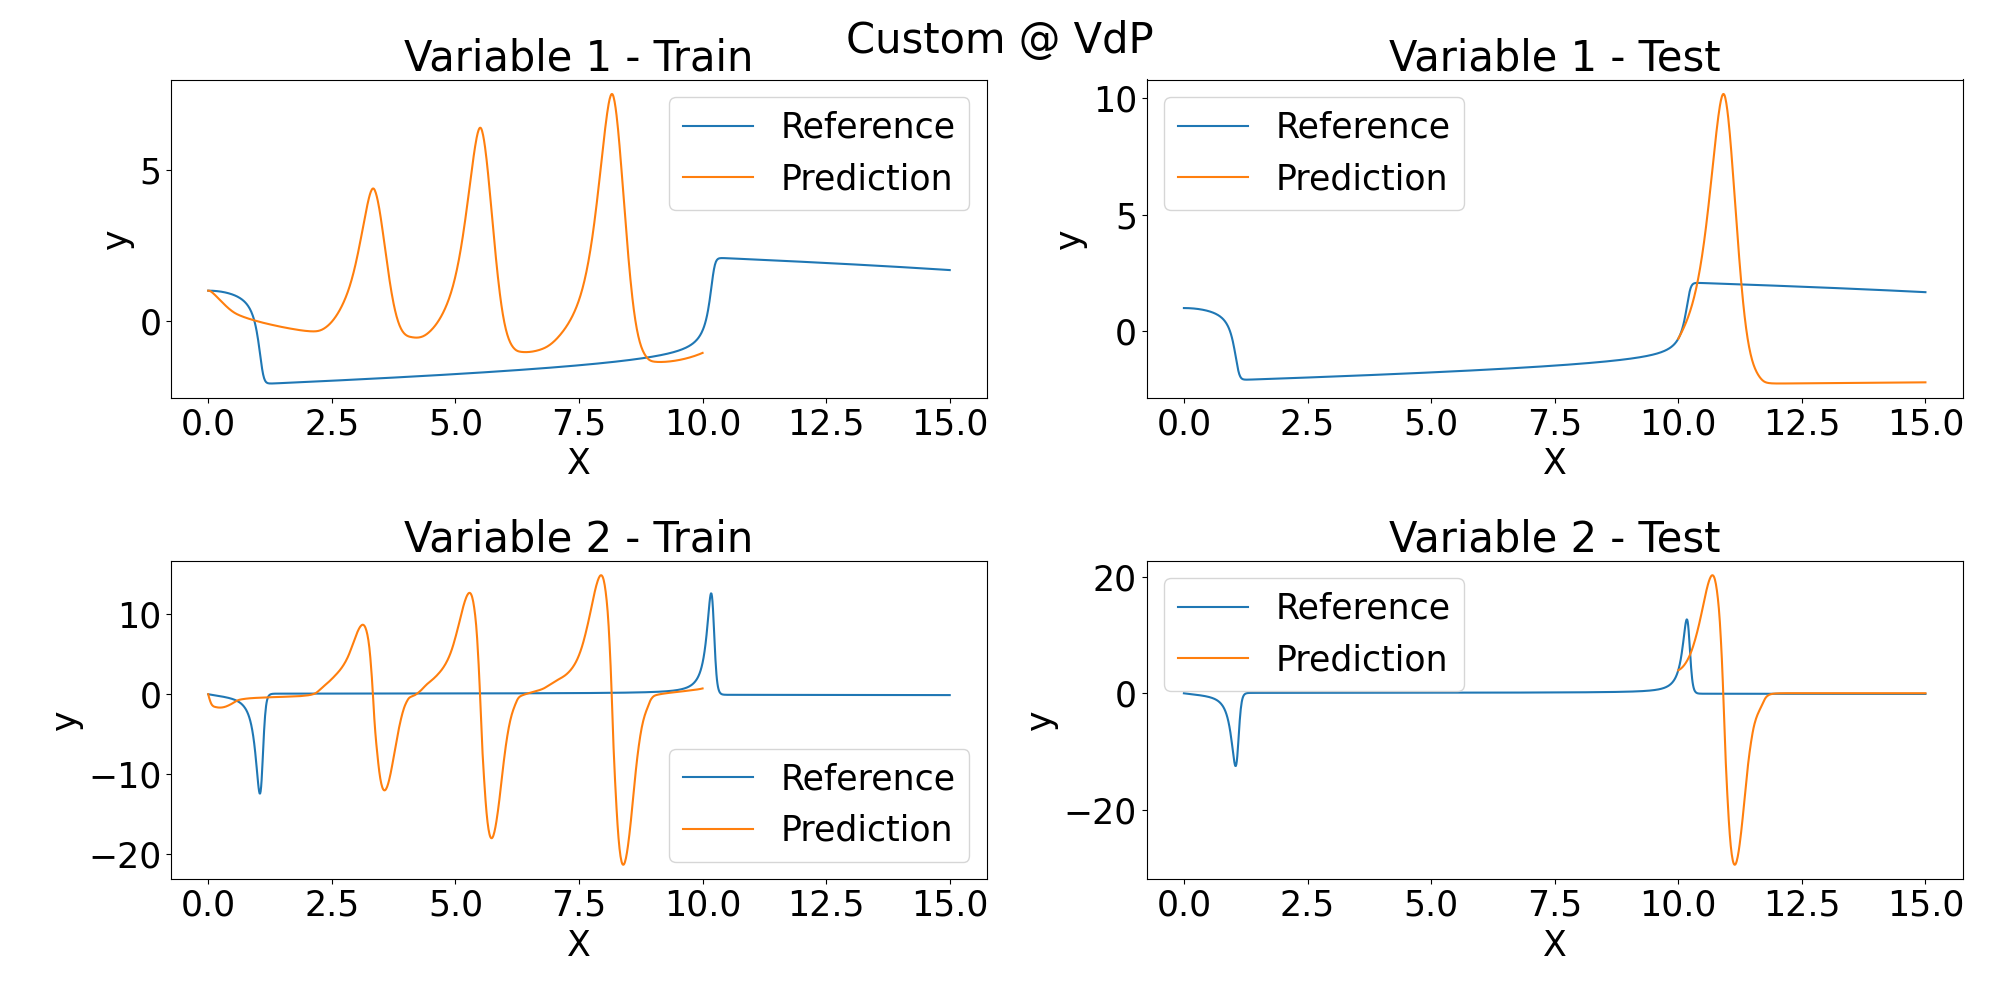 Custom @ VdP
Variable 1 - Train
5
0
y
Reference
Prediction
0.0 2.5 5.0 7.5 10.0 12.5 15.0
X
Variable 1 - Test
10
5
0
y
Reference
Prediction
0.0 2.5 5.0 7.5 10.0 12.5 15.0
X
Variable 2 - Train
10
0
−10
−20
y
Reference
Prediction
0.0 2.5 5.0 7.5 10.0 12.5 15.0
X
Variable 2 - Test
20
0
−20
y
Reference
Prediction
0.0 2.5 5.0 7.5 10.0 12.5 15.0
X